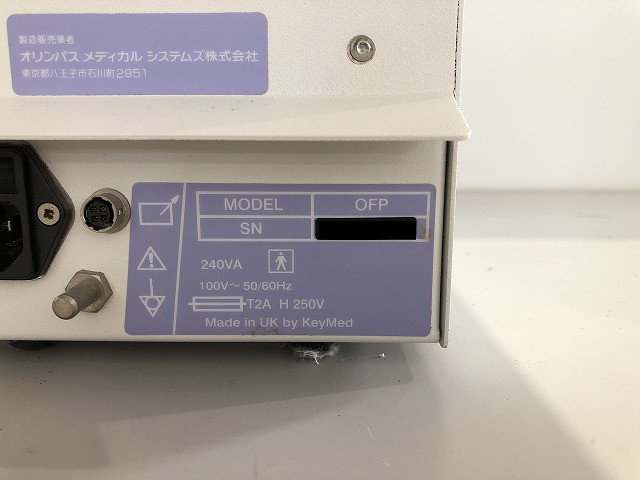 製造販売業者
オリンパス メディカル システムズ株式会社
東京都八王子市石川町2951
MODEL OFP
SN
240VA
100V～ 50/60Hz
T2A H 250V
Made in UK by KeyMed